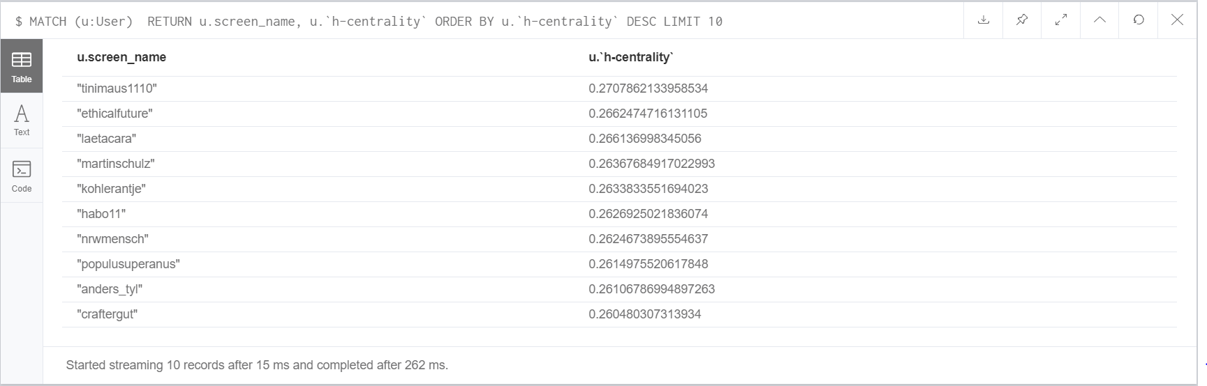 $ MATCH (u:User)  RETURN u.screen_name, u.`h-centrality` ORDER BY u.`h-centrality` DESC LIMIT 10
Table
Text
Code
u.screen_name u.`h-centrality`
"tinimaus1110" 0.2707862133958534
"ethicalfuture" 0.2662474716131105
"laetacara" 0.266136998345056
"martinschulz" 0.26367684917022993
"kohlerantje" 0.2633833551694023
"habo11" 0.2626925021836074
"nrwmensch" 0.2624673895554637
"populusuperanus" 0.2614975520617848
"anders_tyl" 0.26106786994897263
"craftergut" 0.260480307313934
Started streaming 10 records after 15 ms and completed after 262 ms.